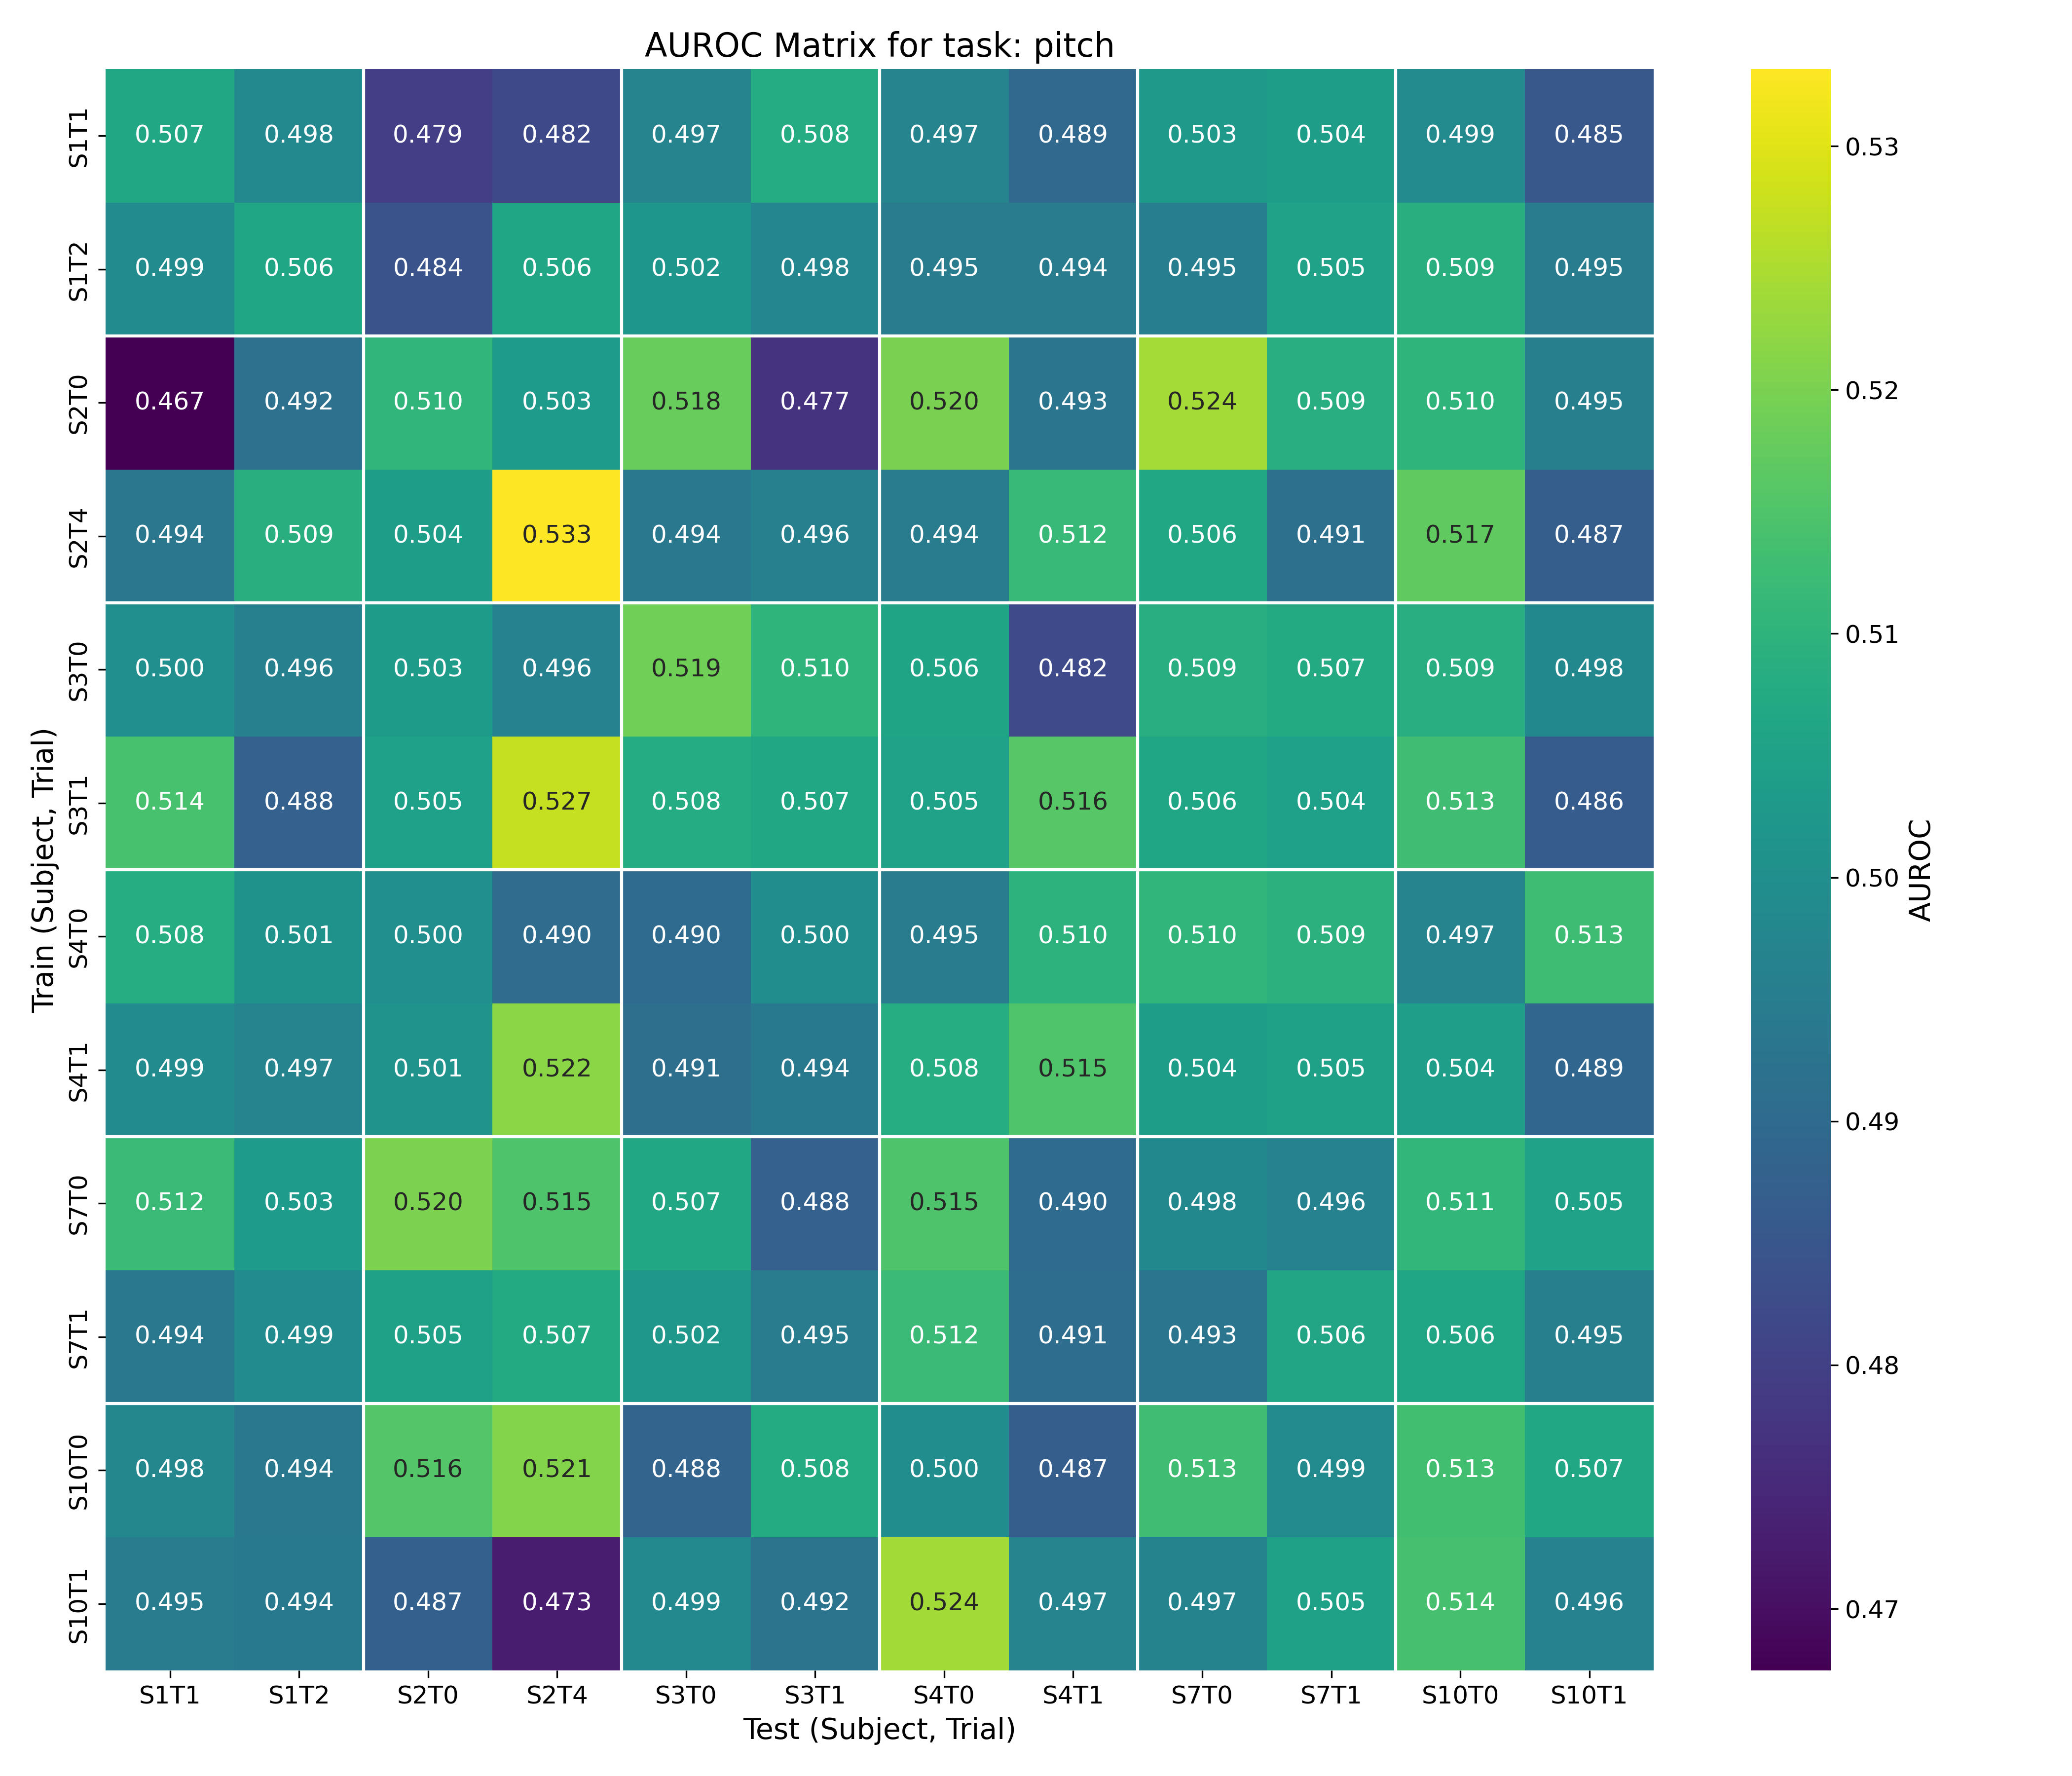 AUROC Matrix for task: pitch
S1T1 0.507 0.498 0.479 0.482 0.497 0.508 0.497 0.489 0.503 0.504 0.499 0.485
S1T2 0.499 0.506 0.484 0.506 0.502 0.498 0.495 0.494 0.495 0.505 0.509 0.495
S2T0 0.467 0.492 0.510 0.503 0.518 0.477 0.520 0.493 0.524 0.509 0.510 0.495
S2T4 0.494 0.509 0.504 0.533 0.494 0.496 0.494 0.512 0.506 0.491 0.517 0.487
S3T0 0.500 0.496 0.503 0.496 0.519 0.510 0.506 0.482 0.509 0.507 0.509 0.498
S3T1 0.514 0.488 0.505 0.527 0.508 0.507 0.505 0.516 0.506 0.504 0.513 0.486
S4T0 0.508 0.501 0.500 0.490 0.490 0.500 0.495 0.510 0.510 0.509 0.497 0.513
S4T1 0.499 0.497 0.501 0.522 0.491 0.494 0.508 0.515 0.504 0.505 0.504 0.489
S7T0 0.512 0.503 0.520 0.515 0.507 0.488 0.515 0.490 0.498 0.496 0.511 0.505
S7T1 0.494 0.499 0.505 0.507 0.502 0.495 0.512 0.491 0.493 0.506 0.506 0.495
S10T0 0.498 0.494 0.516 0.521 0.488 0.508 0.500 0.487 0.513 0.499 0.513 0.507
S10T1 0.495 0.494 0.487 0.473 0.499 0.492 0.524 0.497 0.497 0.505 0.514 0.496
S1T1 S1T2 S2T0 S2T4 S3T0 S3T1 S4T0 S4T1 S7T0 S7T1 S10T0 S10T1
Test (Subject, Trial)
Train (Subject, Trial)
0.53
0.52
0.51
0.50
0.49
0.48
0.47
AUROC